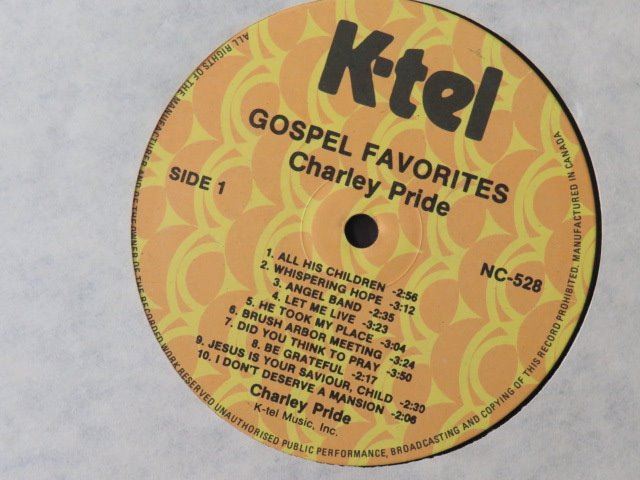 K-tel
GOSPEL FAVORITES
Charley Pride
SIDE 1
NC-528
1. ALL HIS CHILDREN -2:56
2. WHISPERING HOPE -3:12
3. ANGEL BAND -2:35
4. LET ME LIVE -3:23
5. HE TOOK MY PLACE -3:04
6. BRUSH ARBOR MEETING -3:24
7. DID YOU THINK TO PRAY -3:50
8. BE GRATEFUL -2:17
9. JESUS IS YOUR SAVIOUR, CHILD -2:30
10. I DON'T DESERVE A MANSION -2:06
Charley Pride
K-tel Music, Inc.
ALL RIGHTS OF THE MANUFACTURER AND OF THE OWNER OF THE RECORDED WORK RESERVED UNAUTHORISED PUBLIC PERFORMANCE, BROADCASTING AND COPYING OF THIS RECORD PROHIBITED, MANUFACTURED IN CANADA